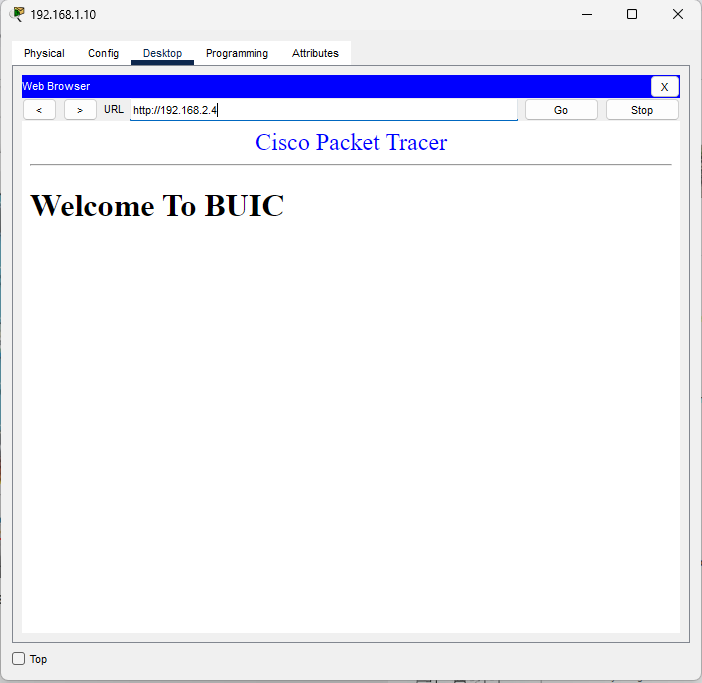 192.168.1.10
Physical Config Desktop Programming Attributes
Web Browser X
< > URL http://192.168.2.4 Go Stop
Cisco Packet Tracer
Welcome To BUIC
Top